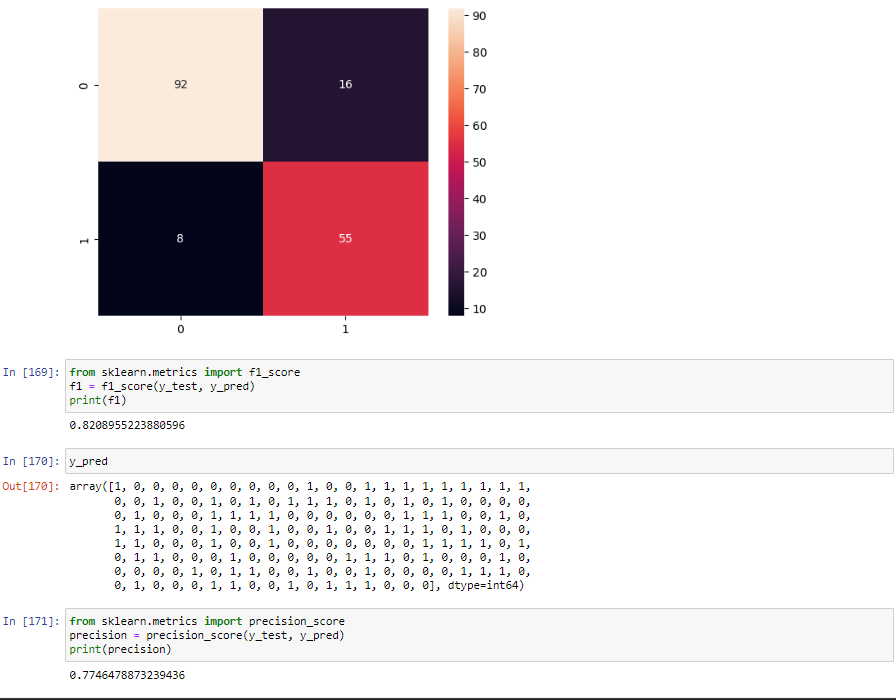 90
92
16
0
80
70
60
50
40
8
55
1
30
20
10
0
1
In [169]: from sklearn.metrics import f1_score
f1 = f1_score(y_test, y_pred)
print(f1)
0.8208955223880596
In [170]: y_pred
Out[170]: array([1, 0, 0, 0, 0, 0, 0, 0, 0, 0, 1, 0, 0, 1, 1, 1, 1, 1, 1, 1, 1, 1,
0, 0, 1, 0, 0, 1, 0, 1, 0, 1, 1, 1, 0, 1, 0, 1, 0, 1, 0, 0, 0, 0,
0, 1, 0, 0, 0, 1, 1, 1, 1, 0, 0, 0, 0, 0, 0, 1, 1, 1, 0, 0, 1, 0,
1, 1, 1, 0, 0, 1, 0, 0, 1, 0, 0, 1, 0, 0, 1, 1, 1, 0, 1, 0, 0, 0,
1, 1, 0, 0, 0, 1, 0, 0, 1, 0, 0, 0, 0, 0, 0, 0, 1, 1, 1, 1, 0, 1,
0, 1, 1, 0, 0, 0, 1, 0, 0, 0, 0, 0, 1, 1, 1, 0, 1, 0, 0, 0, 1, 0,
0, 0, 0, 0, 1, 0, 1, 1, 0, 0, 1, 0, 0, 1, 0, 0, 0, 0, 0, 1, 1, 1, 0,
0, 1, 0, 0, 0, 1, 1, 0, 0, 1, 0, 1, 1, 1, 0, 0, 0], dtype=int64)
In [171]: from sklearn.metrics import precision_score
precision = precision_score(y_test, y_pred)
print(precision)
0.7746478873239436